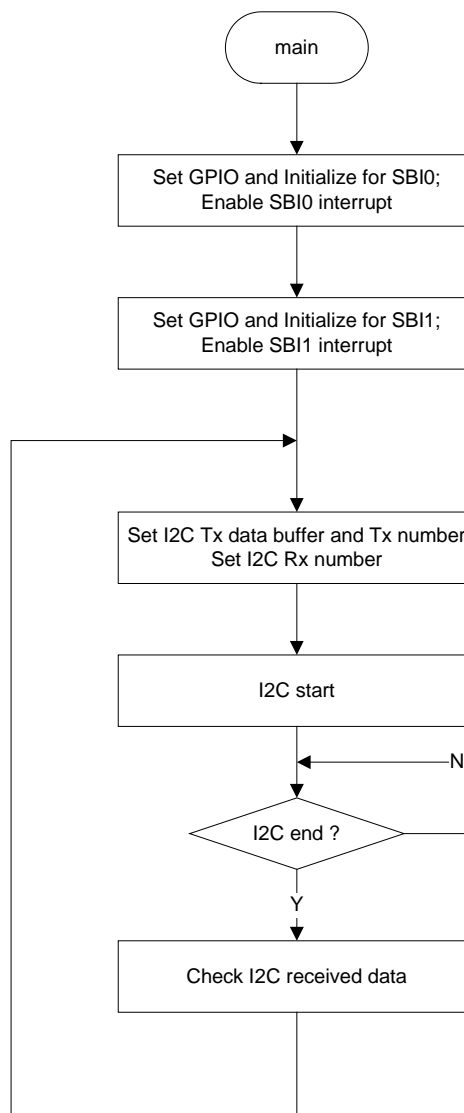 main
Set GPIO and Initialize for SBI0;
Enable SBI0 interrupt
Set GPIO and Initialize for SBI1;
Enable SBI1 interrupt
Set I2C Tx data buffer and Tx number
Set I2C Rx number
I2C start
N
I2C end ?
Y
Check I2C received data